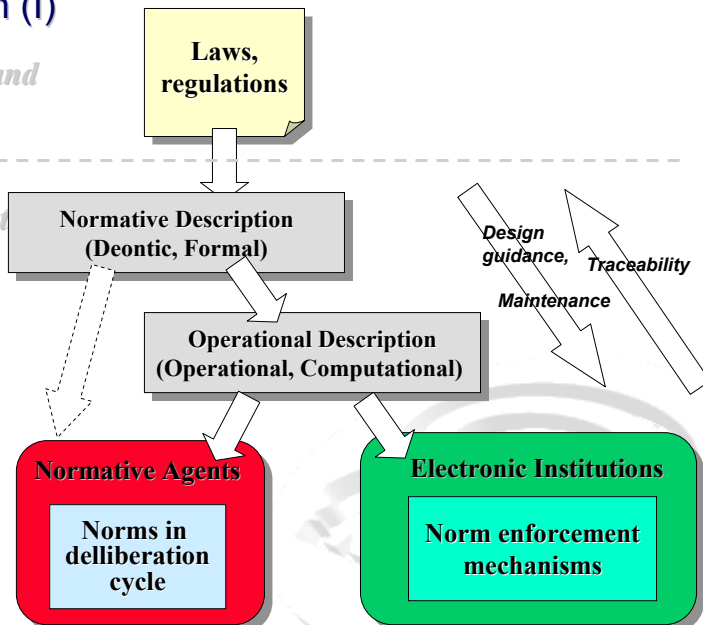 n (I)
Laws,
regulations
and
Normative Description
(Deontic, Formal)
Design
guidance,
Traceability
Maintenance
Operational Description
(Operational, Computational)
Normative Agents
Norms in
delliberation
cycle
Electronic Institutions
Norm enforcement
mechanisms